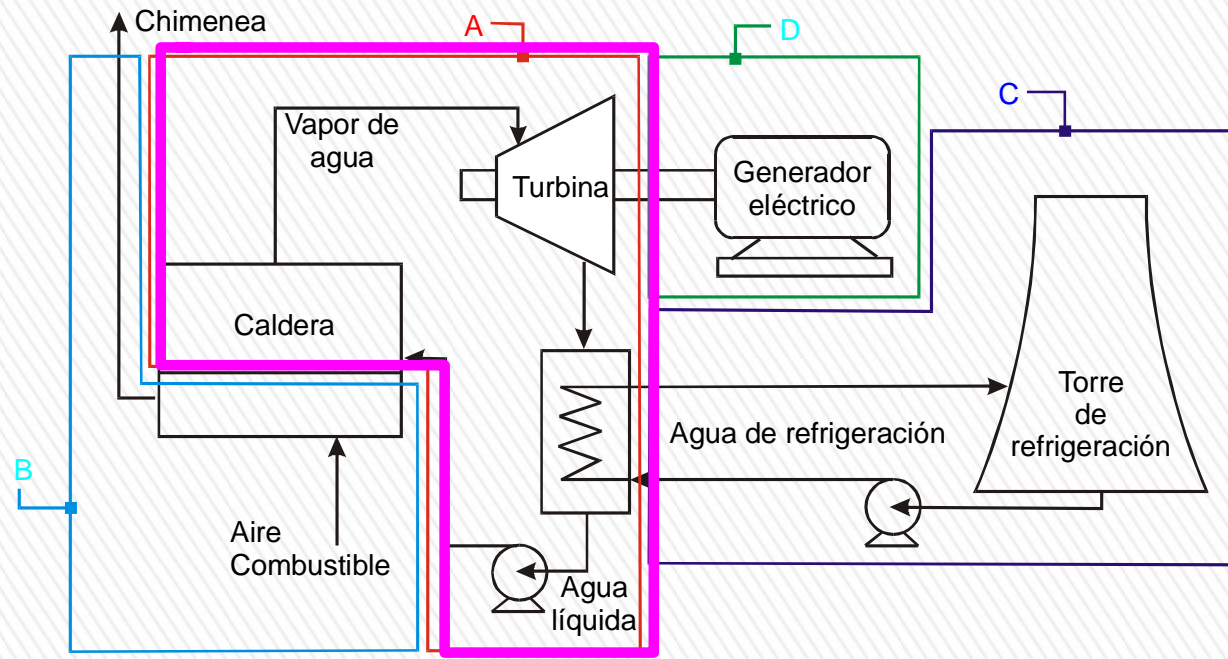 Chimenea
A
D
C
Vapor de
agua
Turbina
Generador
eléctrico
Caldera
Torre
de
refrigeración
Agua de refrigeración
B
Aire
Combustible
Agua
líquida